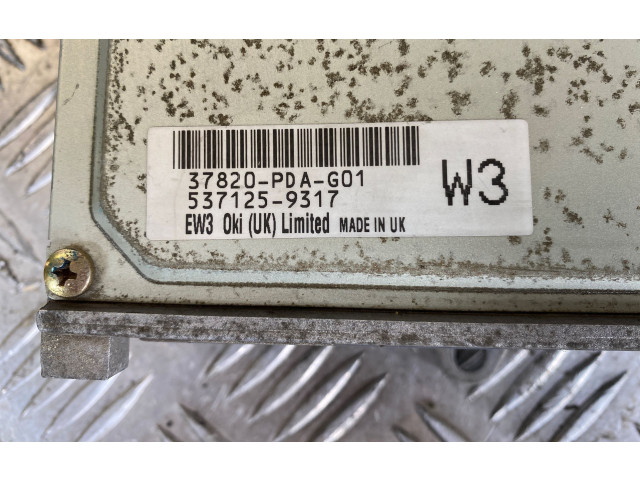 37820-PDA-G01
537125-9317
W3
EW3 Oki (UK) Limited MADE IN UK